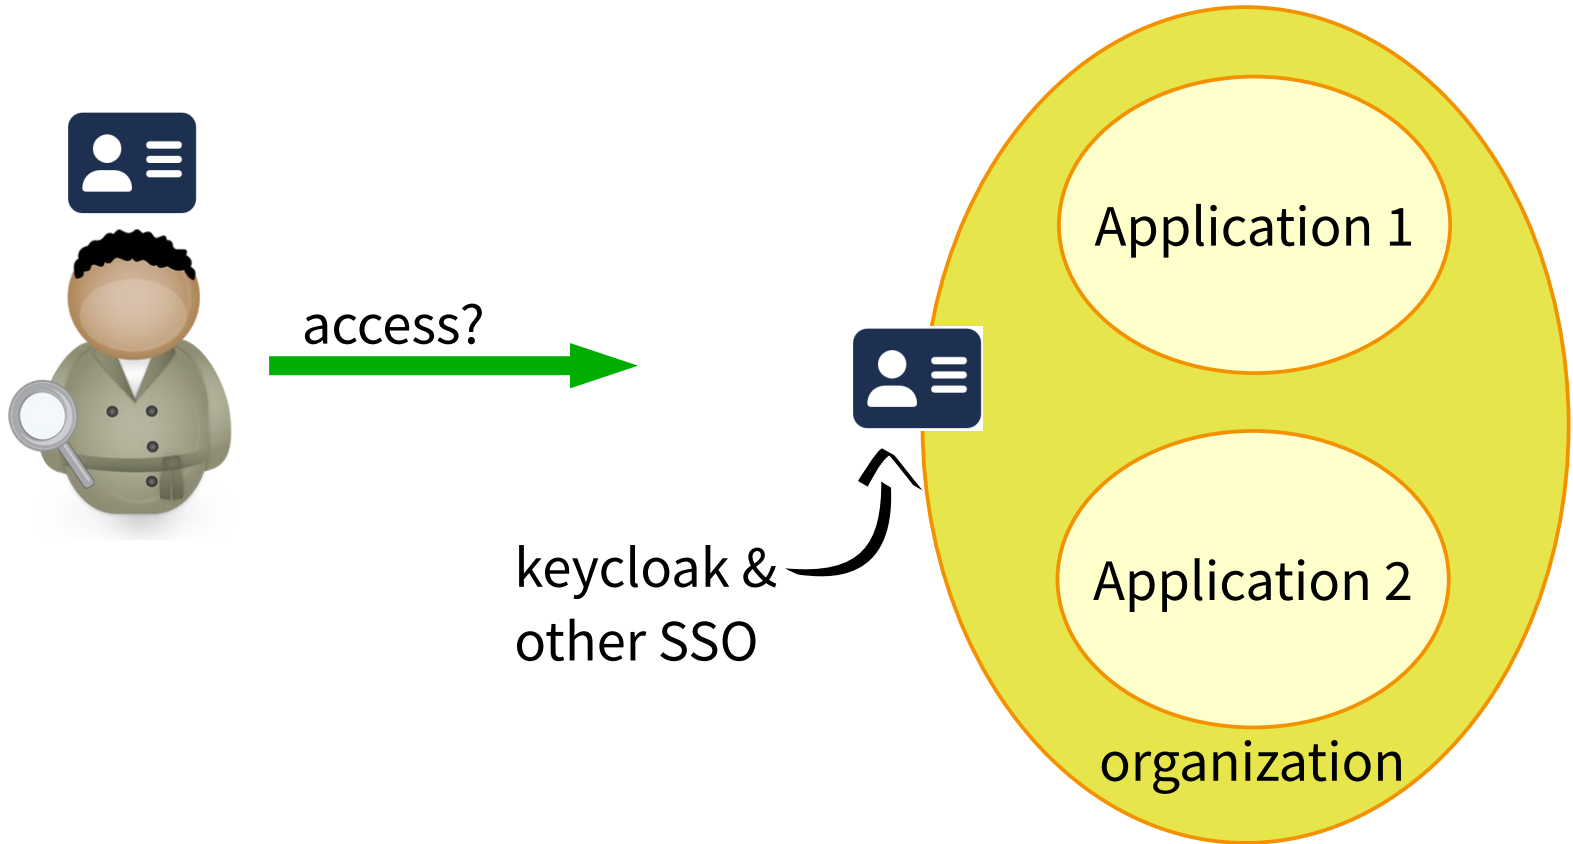 access?
keycloak &
other SSO
Application 1
Application 2
organization